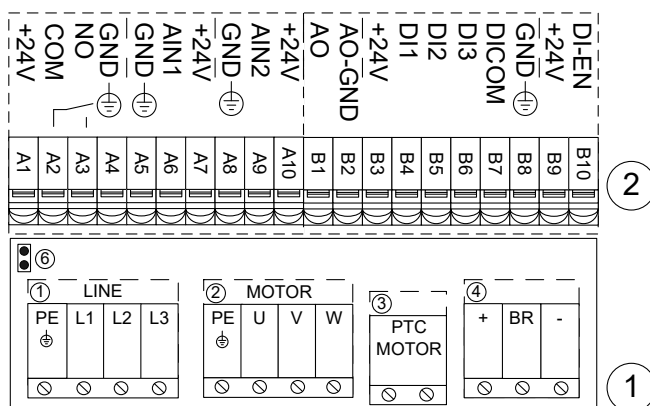 +24V COM NO GND GND AIN1 +24V GND AIN2 +24V AO AO-GND +24V DI1 DI2 DI3 DICOM GND +24V DI-EN
A1 A2 A3 A4 A5 A6 A7 A8 A9 A10 B1 B2 B3 B4 B5 B6 B7 B8 B9 B10
2
6
1 LINE 2 MOTOR 3 4
PE L1 L2 L3 PE U V W PTC MOTOR + BR -
1